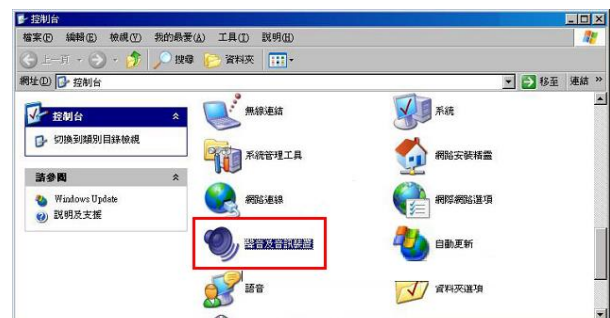 控制台
檔案(F) 編輯(E) 檢視(V) 我的最愛(A) 工具(T) 說明(H)
上一頁 搜尋 資料夾
網址(D) 控制台 移至 連結 »
控制台
切換到類別目錄檢視
請參閱
Windows Update
說明及支援
無線連結 系統
系統管理工具 網路安裝精靈
網路連線 網際網路選項
聲音及音訊裝置 自動更新
語音 資料夾選項